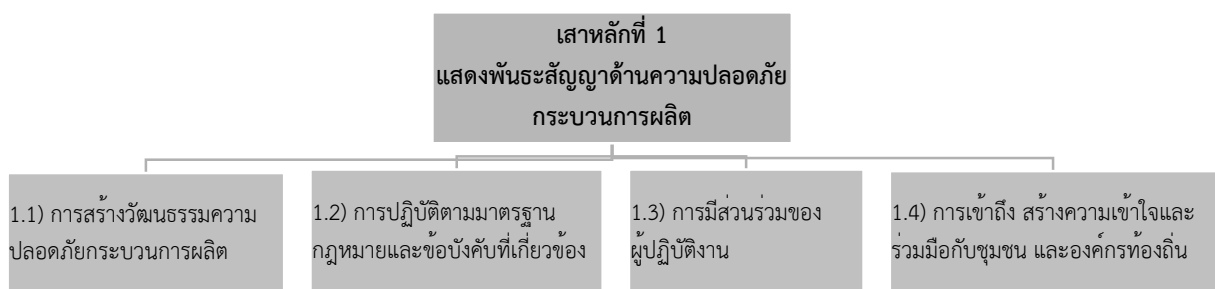 เสาหลักที่ 1
แสดงพันธะสัญญาด้านความปลอดภัย
กระบวนการผลิต
1.1) การสร้างวัฒนธรรมความ
ปลอดภัยกระบวนการผลิต
1.2) การปฏิบัติตามมาตรฐาน
กฎหมายและข้อบังคับที่เกี่ยวข้อง
1.3) การมีส่วนร่วมของ
ผู้ปฏิบัติงาน
1.4) การเข้าถึง สร้างความเข้าใจและ
ร่วมมือกับชุมชน และองค์กรท้องถิ่น